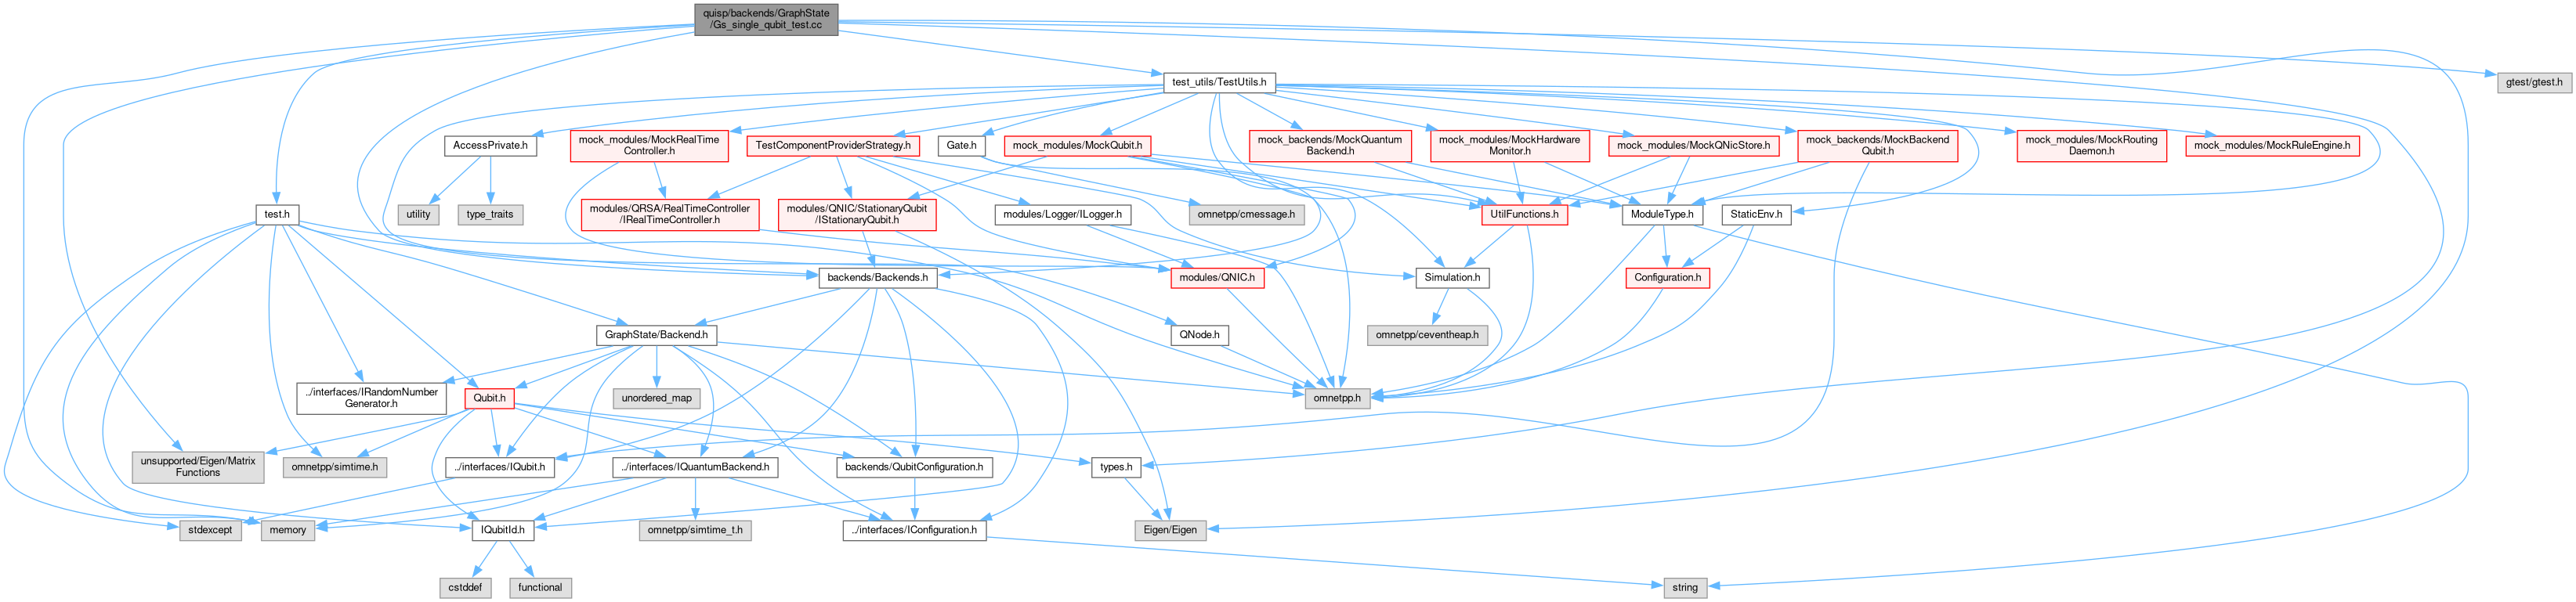 quisp/backends/GraphState
/Gs_single_qubit_test.cc
gtest/gtest.h
test_utils/TestUtils.h
AccessPrivate.h
mock_modules/MockRealTime
Controller.h
TestComponentProviderStrategy.h
Gate.h
mock_modules/MockQubit.h
mock_backends/MockQuantum
Backend.h
mock_modules/MockHardware
Monitor.h
mock_modules/MockQNicStore.h
mock_backends/MockBackend
Qubit.h
mock_modules/MockRouting
Daemon.h
mock_modules/MockRuleEngine.h
test.h
utility
type_traits
modules/QRSA/RealTimeController
/IRealTimeController.h
modules/QNIC/StationaryQubit
/IStationaryQubit.h
modules/Logger/ILogger.h
omnetpp/cmessage.h
UtilFunctions.h
ModuleType.h
StaticEnv.h
backends/Backends.h
modules/QNIC.h
Simulation.h
Configuration.h
GraphState/Backend.h
QNode.h
omnetpp/ceventheap.h
../interfaces/IRandomNumber
Generator.h
Qubit.h
unordered_map
omnetpp.h
unsupported/Eigen/Matrix
Functions
omnetpp/simtime.h
../interfaces/IQubit.h
../interfaces/IQuantumBackend.h
backends/QubitConfiguration.h
types.h
stdexcept
memory
IQubitId.h
omnetpp/simtime_t.h
../interfaces/IConfiguration.h
Eigen/Eigen
cstddef
functional
string